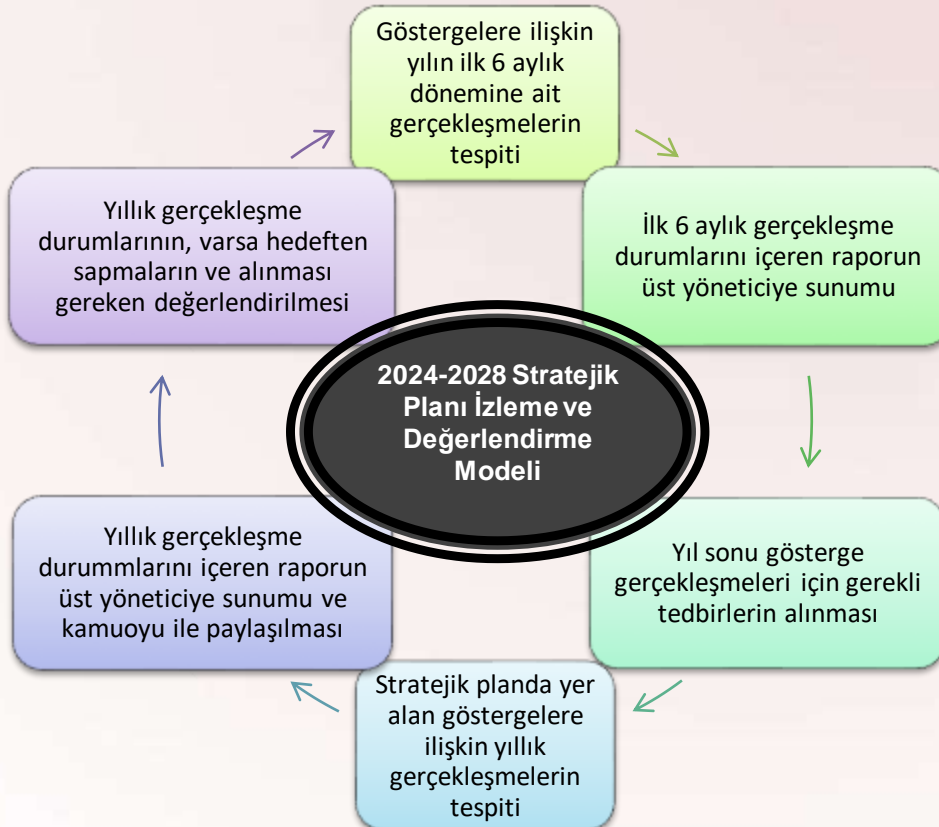 Göstergelere ilişkin
yılın ilk 6 aylık
dönemine ait
gerçekleşmelerin
tespiti
İlk 6 aylık gerçekleşme
durumlarını içeren raporun
üst yöneticiye sunumu
Yıl sonu gösterge
gerçekleşmeleri için gerekli
tedbirlerin alınması
Stratejik planda yer
alan göstergelere
ilişkin yıllık
gerçekleşmelerin
tespiti
Yıllık gerçekleşme
durummlarını içeren raporun
üst yöneticiye sunumu ve
kamuoyu ile paylaşılması
Yıllık gerçekleşme
durumlarının, varsa hedeften
sapmaların ve alınması
gereken değerlendirilmesi
2024-2028 Stratejik
Planı İzleme ve
Değerlendirme
Modeli